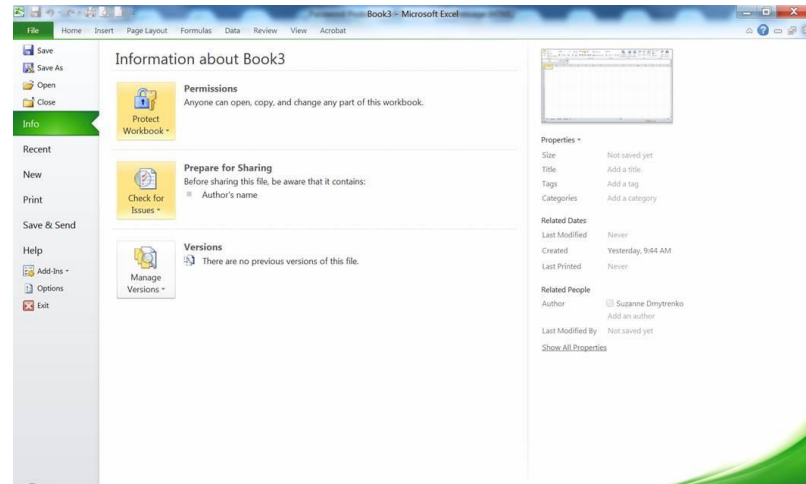 Book3 - Microsoft Excel
File Home Insert Page Layout Formulas Data Review View Acrobat
Save
Save As
Open
Close
Info
Recent
New
Print
Save & Send
Help
Add-Ins
Options
Exit
Information about Book3
Protect
Workbook
Permissions
Anyone can open, copy, and change any part of this workbook.
Check for
Issues
Prepare for Sharing
Before sharing this file, be aware that it contains:
Author's name
Manage
Versions
Versions
There are no previous versions of this file.
Properties
Size Not saved yet
Title Add a title
Tags Add a tag
Categories Add a category
Related Dates
Last Modified Never
Created Yesterday, 9:44 AM
Last Printed Never
Related People
Author Suzanne Dmytrenko
Add an author
Last Modified By Not saved yet
Show All Properties